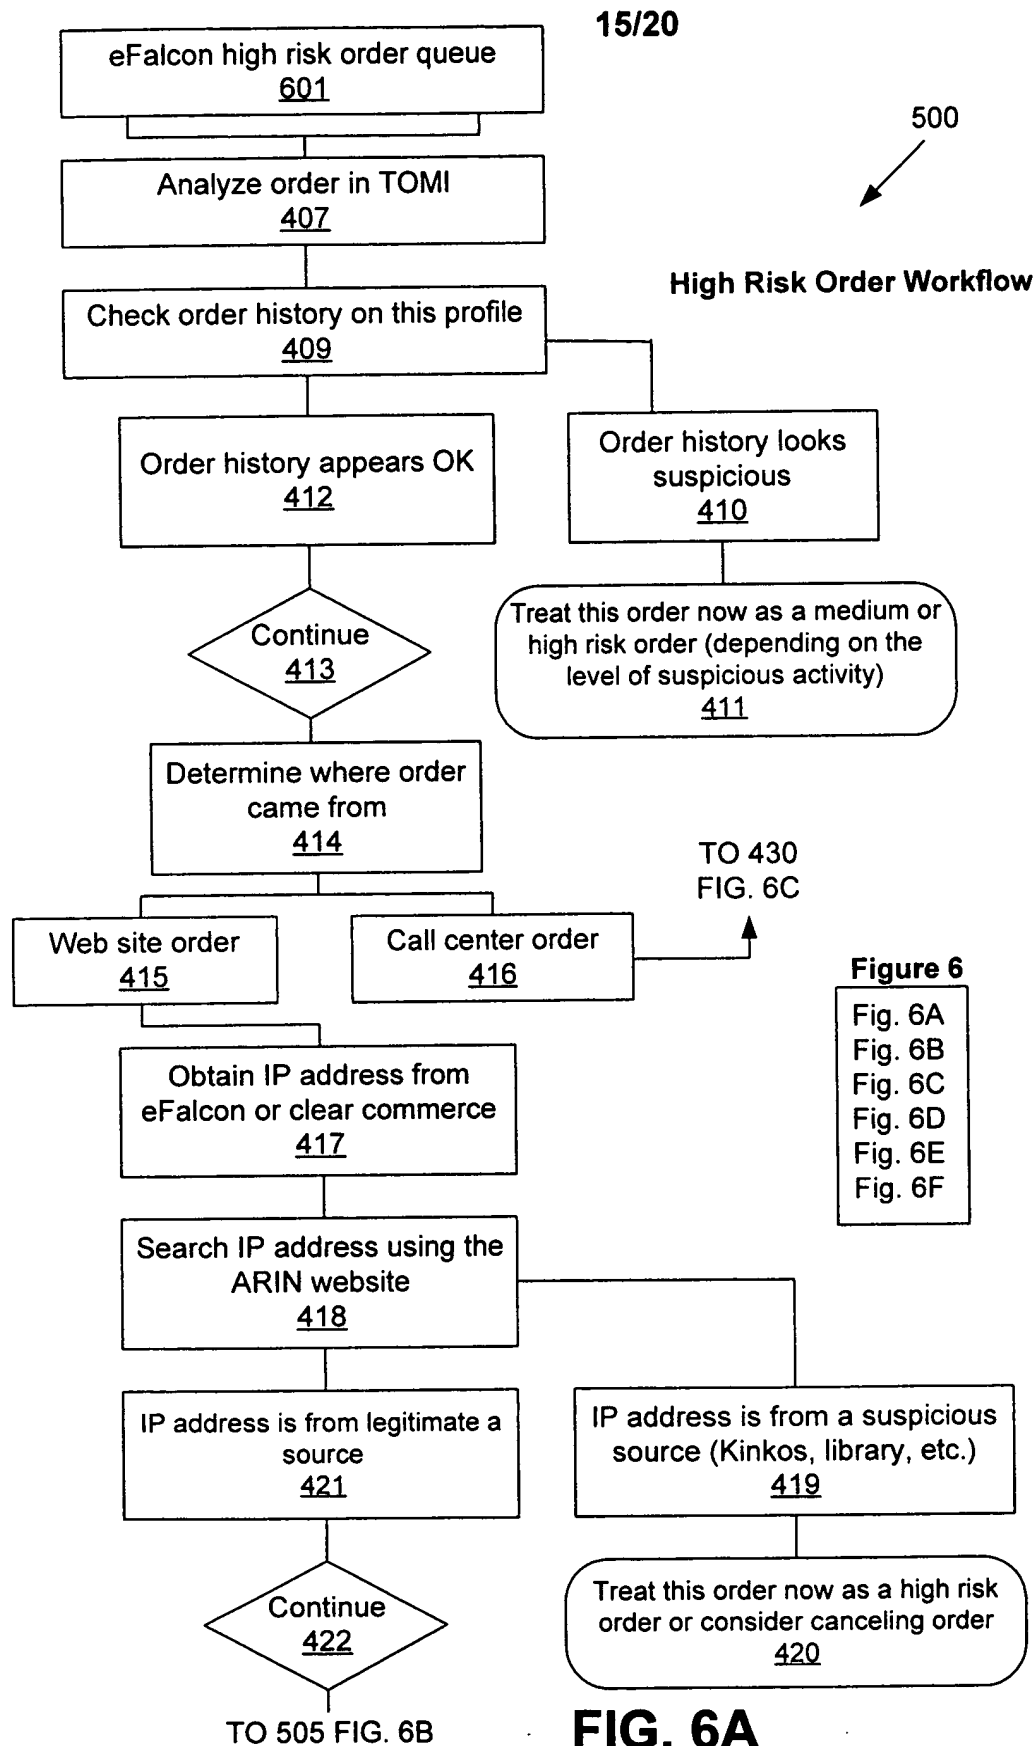 15/20
eFalcon high risk order queue
601
500
Analyze order in TOMI
407
High Risk Order Workflow
Check order history on this profile
409
Order history appears OK
412
Order history looks
suspicious
410
Continue
413
Treat this order now as a medium or
high risk order (depending on the
level of suspicious activity)
411
Determine where order
came from
414
TO 430
FIG. 6C
Web site order
415
Call center order
416
Figure 6
Fig. 6A
Fig. 6B
Fig. 6C
Fig. 6D
Fig. 6E
Fig. 6F
Obtain IP address from
eFalcon or clear commerce
417
Search IP address using the
ARIN website
418
IP address is from legitimate a
source
421
IP address is from a suspicious
source (Kinkos, library, etc.)
419
Continue
422
Treat this order now as a high risk
order or consider canceling order
420
TO 505 FIG. 6B
FIG. 6A